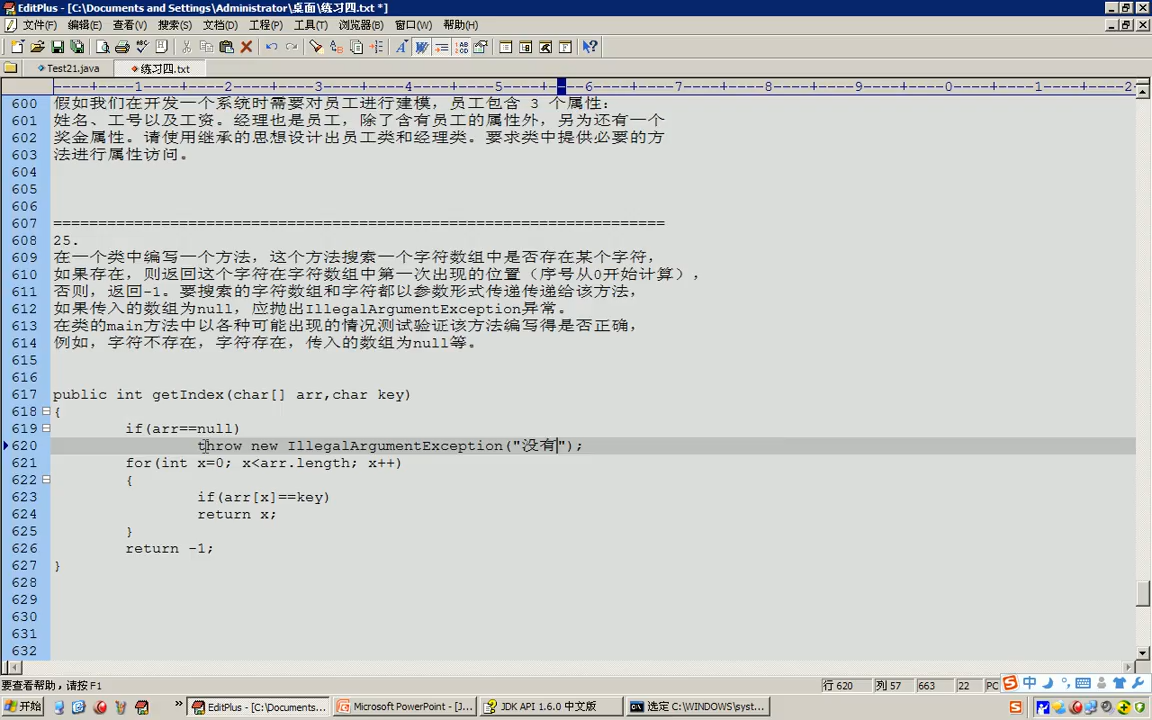 EditPlus - [C:\Documents and Settings\Administrator\桌面\练习四.txt *]
文件(F) 编辑(E) 查看(V) 搜索(S) 文档(D) 工程(P) 工具(T) 浏览器(B) 窗口(W) 帮助(H)
Test21.java 练习四.txt
----+----1----+----2----+----3----+----4----+----5----+----6----+----7----+----8----+----9----+----0----+----1----+----2
600 假如我们在开发一个系统时需要对员工进行建模，员工包含 3 个属性：
601 姓名、工号以及工资。经理也是员工，除了含有员工的属性外，另为还有一个
602 奖金属性。请使用继承的思想设计出员工类和经理类。要求类中提供必要的方
603 法进行属性访问。
604
605
606
607 ====================================================================
608 25.
609 在一个类中编写一个方法，这个方法搜索一个字符数组中是否存在某个字符，
610 如果存在，则返回这个字符在字符数组中第一次出现的位置（序号从0开始计算），
611 否则，返回-1。要搜索的字符数组和字符都以参数形式传递传递给该方法，
612 如果传入的数组为null，应抛出IllegalArgumentException异常。
613 在类的main方法中以各种可能出现的情况测试验证该方法编写得是否正确，
614 例如，字符不存在，字符存在，传入的数组为null等。
615
616
617 public int getIndex(char[] arr,char key)
618 {
619 if(arr==null)
620 throw new IllegalArgumentException("没有");
621 for(int x=0; x<arr.length; x++)
622 {
623 if(arr[x]==key)
624 return x;
625 }
626 return -1;
627 }
628
629
630
631
632
要查看帮助，请按 F1 行 620 列 57 663 22 PC 中
开始 EditPlus - [C:\Documents... Microsoft PowerPoint - [J... JDK API 1.6.0 中文版 选定 C:\WINDOWS\syst...